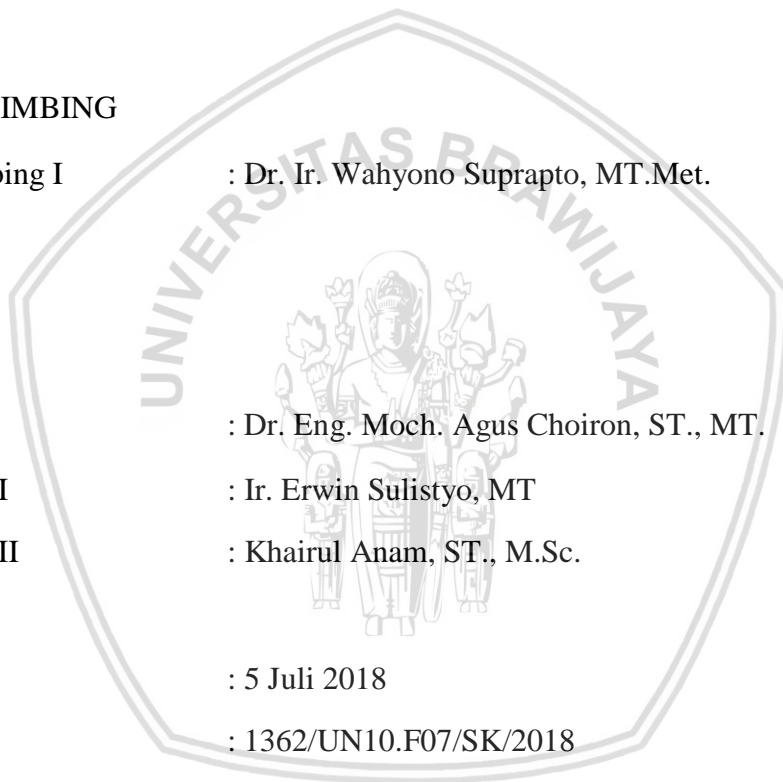 IMBING
bing I : Dr. Ir. Wahyono Suprapto, MT.Met.
UNIVERSITAS BRAWIJAYA
: Dr. Eng. Moch. Agus Choiron, ST., MT.
I : Ir. Erwin Sulistyo, MT
II : Khairul Anam, ST., M.Sc.
: 5 Juli 2018
: 1362/UN10.F07/SK/2018